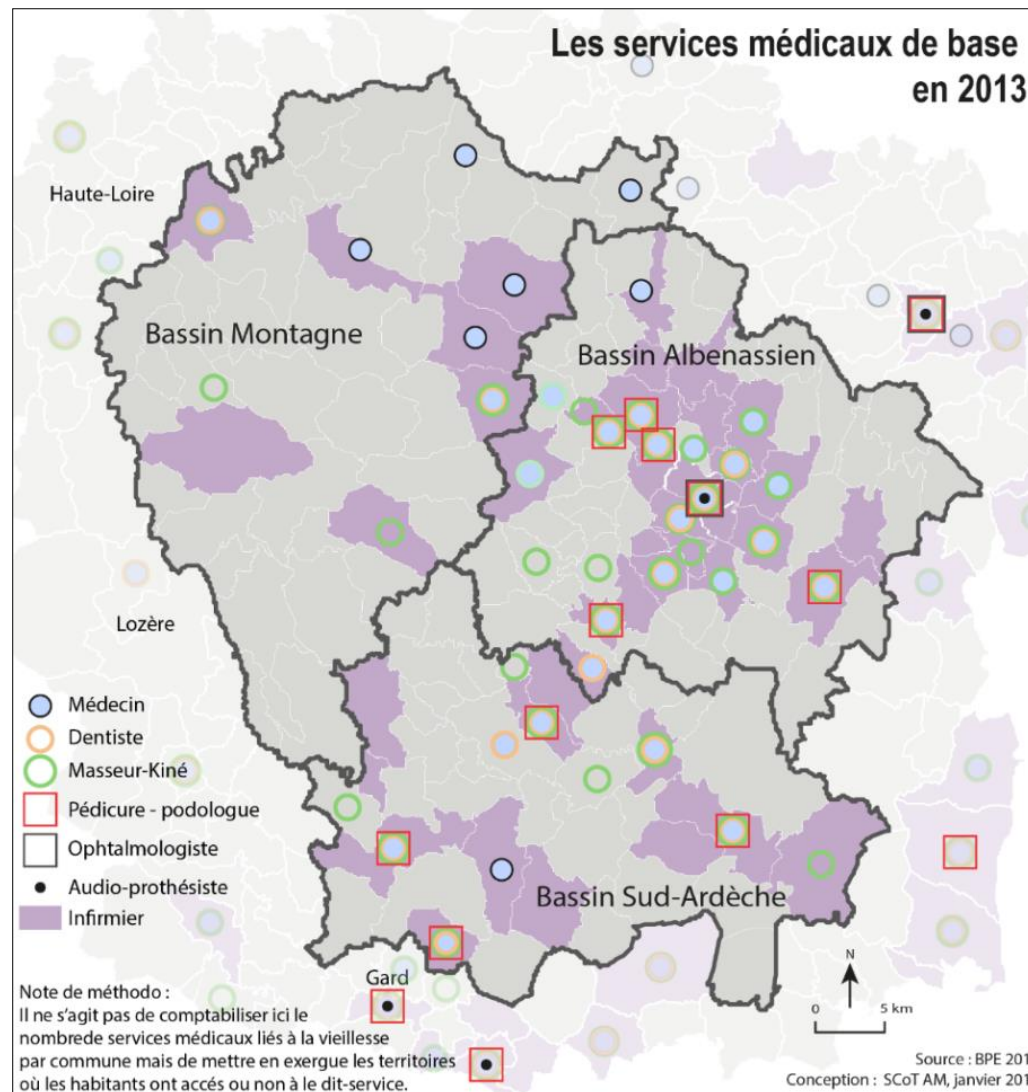 Les services médicaux de base
en 2013
Haute-Loire
Bassin Montagne
Bassin Albenassien
Lozère
Médecin
Dentiste
Masseur-Kiné
Pédicure - podologue
Ophtalmologiste
Audio-prothésiste
Infirmier
Bassin Sud-Ardèche
Gard
N
0 5 km
Note de méthodo :
Il ne s'agit pas de comptabiliser ici le
nombrede services médicaux liés à la vieillesse
par commune mais de mettre en exergue les territoires
où les habitants ont accés ou non à le dit-service.
Source : BPE 201
Conception : SCoT AM, janvier 201